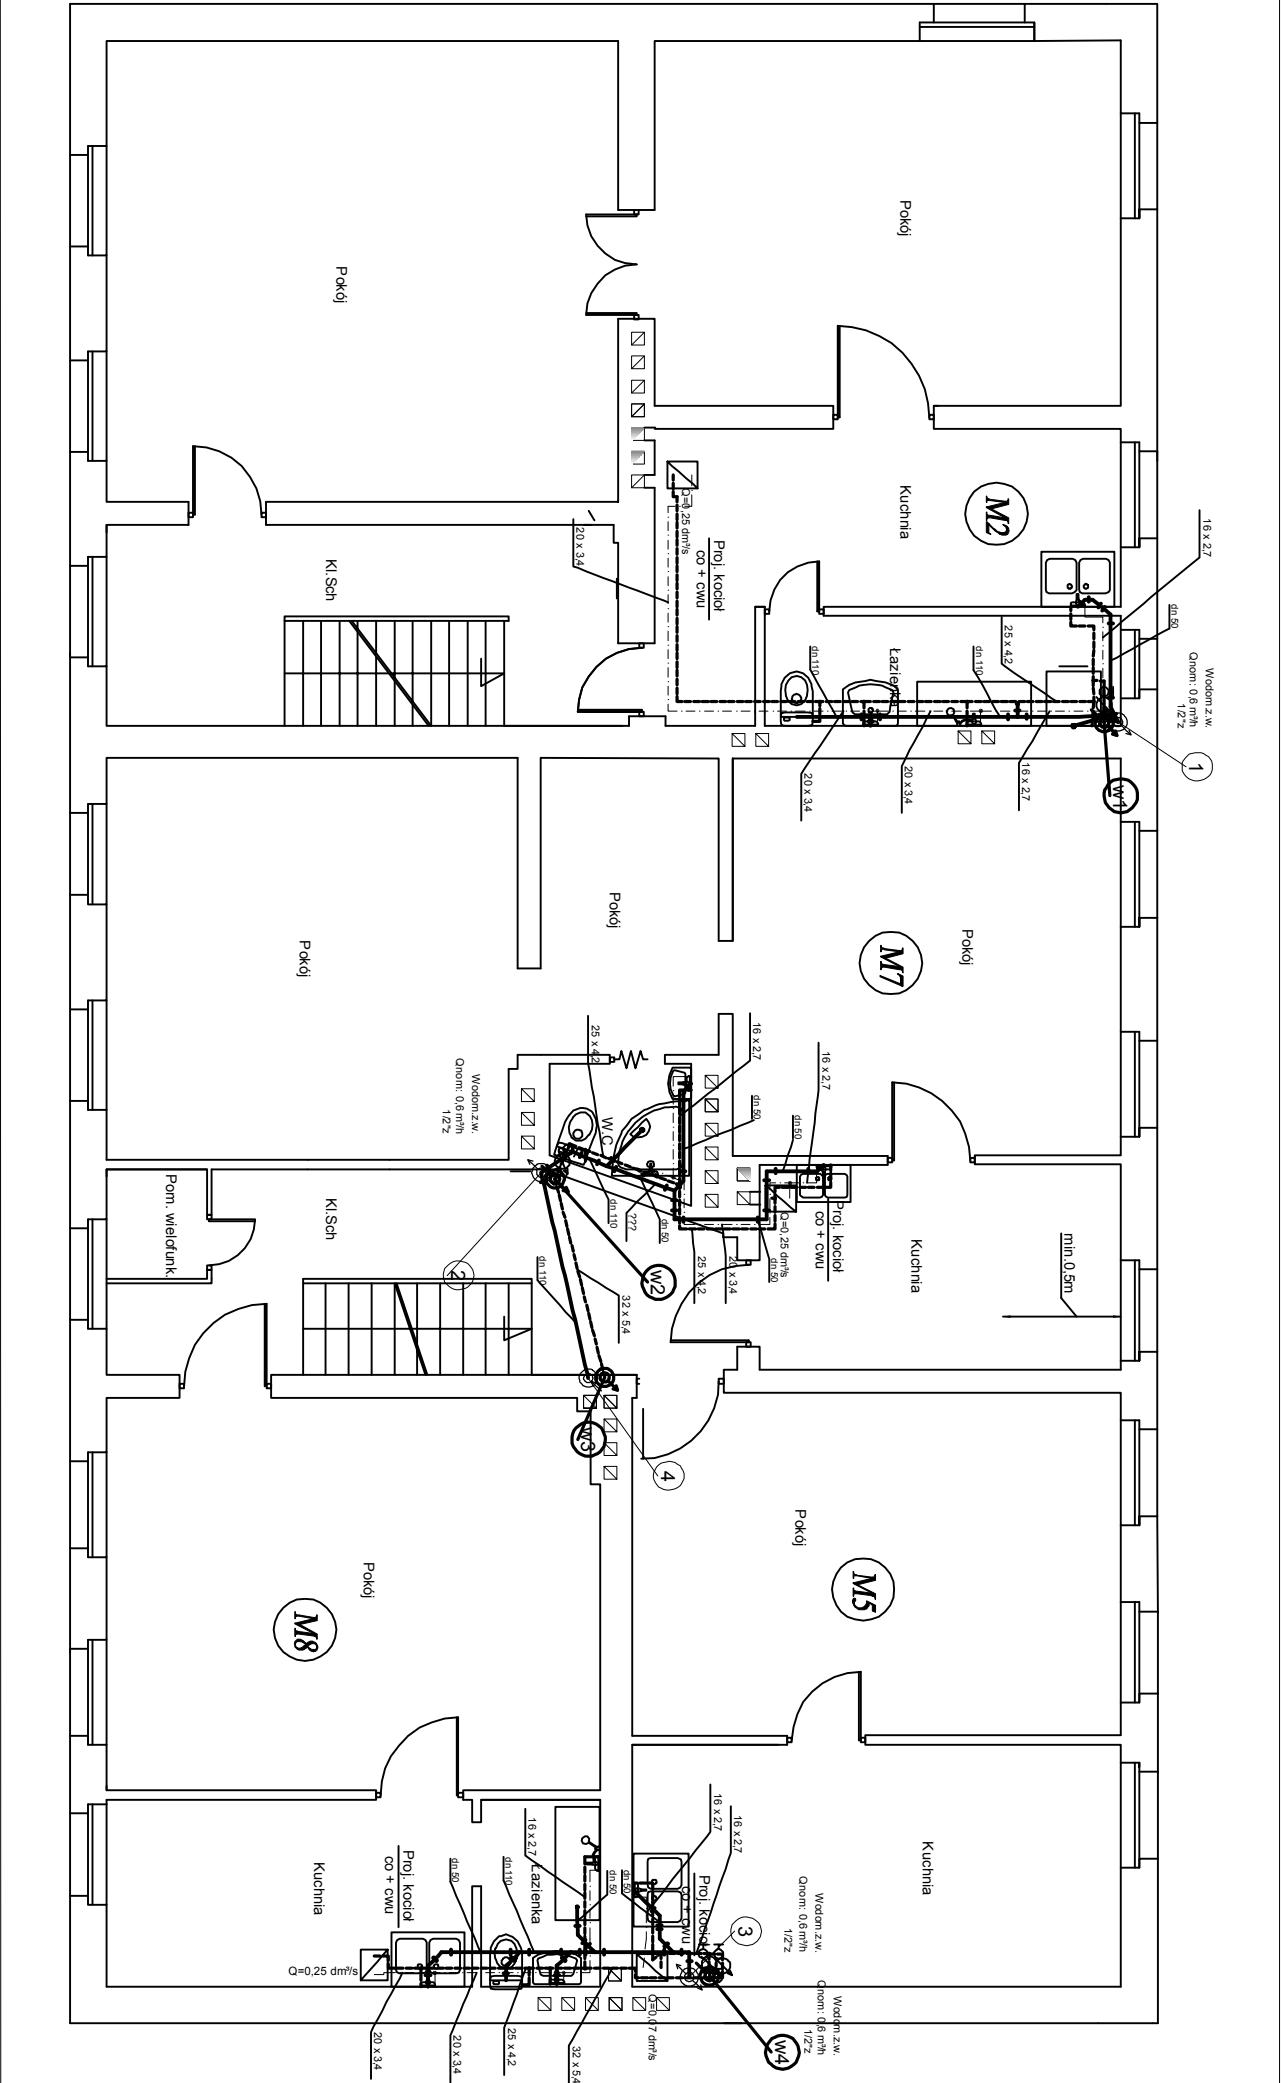 Pokój
Pokój
Kuchnia
M2
Q=0,25 dm³/s
Proj. kocioł
co + cwu
20 x 3,4
Kl.Sch
16 x 2,7
dn 50
25 x 4,2
dn 110
Łazienka
dn 110
Wodom.z.w.
Qnom: 0,6 m³/h
1/2"z
1
w1
16 x 2,7
20 x 3,4
20 x 3,4
Pokój
Pokój
Pokój
M7
25 x 4,2
16 x 2,7
16 x 2,7
dn 50
dn 50
Wodom.z.w.
Qnom: 0,6 m³/h
1/2"z
W.C
Pom. wielofunk.
Kl.Sch
dn 110
???
dn 50
Q=0,25 dm³/s
Proj. kocioł
co + cwu
Kuchnia
min.0,5m
2
w2
dn 110
32 x 5,4
25 x 4,2
20 x 3,4
dn 50
w3
4
Pokój
M5
Pokój
M8
Kuchnia
Proj. kocioł
co + cwu
dn 50
dn 110
16 x 2,7
Łazienka
dn 50
dn 50
16 x 2,7
16 x 2,7
Proj. kocioł
co + cwu
Kuchnia
3
Wodom.z.w.
Qnom: 0,6 m³/h
1/2"z
Wodom.z.w.
Qnom: 0,6 m³/h
1/2"z
Q=0,25 dm³/s
Q=0,07 dm³/s
20 x 3,4
20 x 3,4
25 x 4,2
32 x 5,4
w4